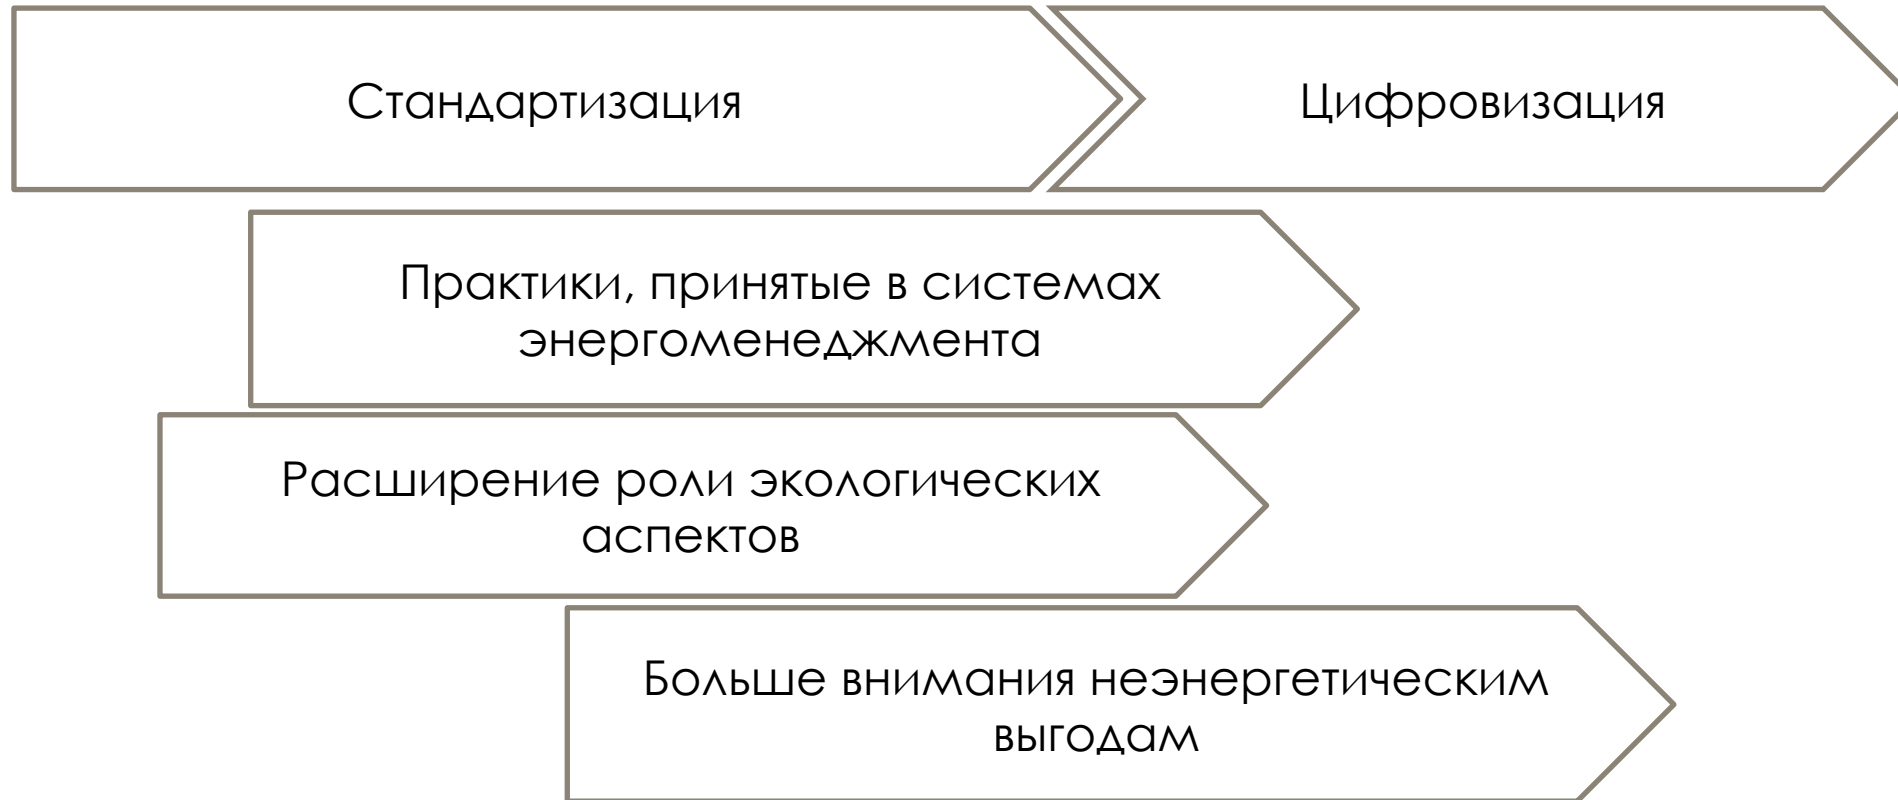 Стандартизация
Цифровизация
Практики, принятые в системах
энергоменеджмента
Расширение роли экологических
аспектов
Больше внимания неэнергетическим
выгодам